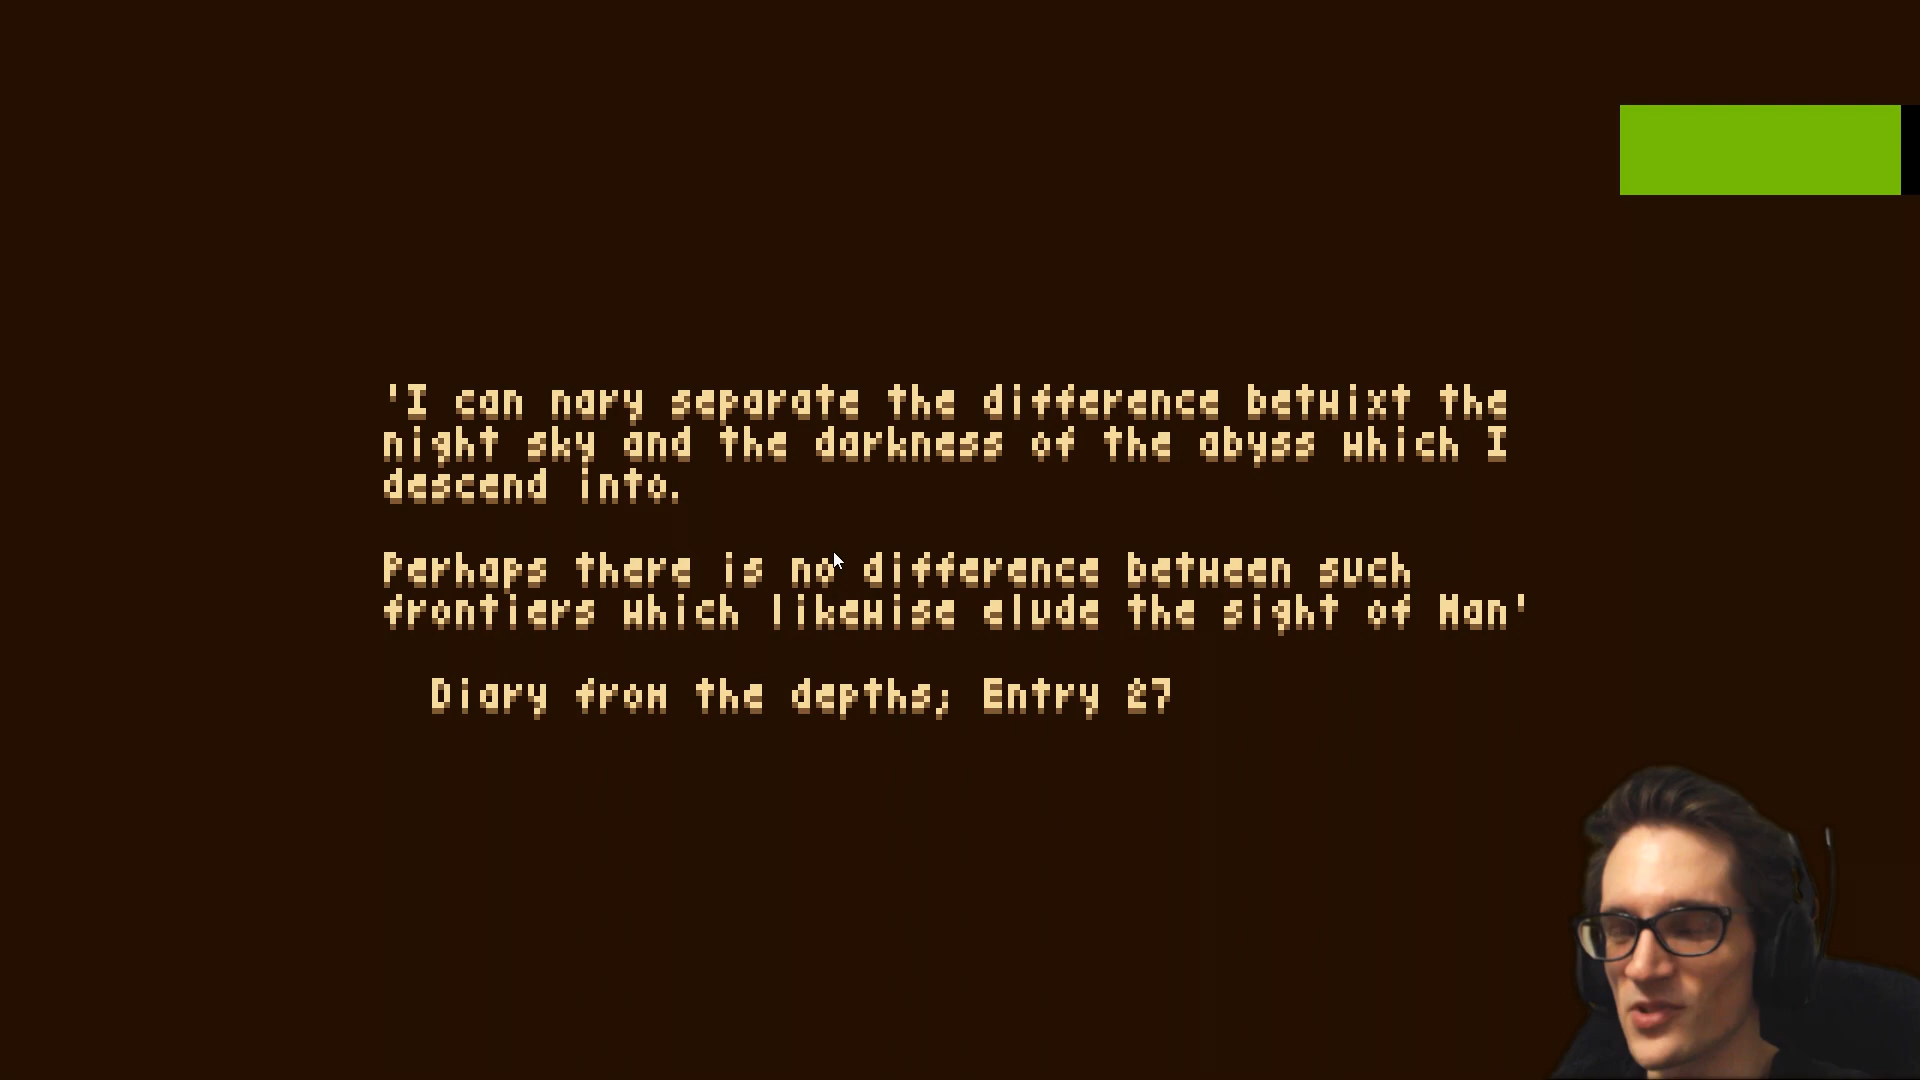 'I can nary separate the difference betwixt the
night sky and the darkness of the abyss which I
descend into.
Perhaps there is no difference between such
frontiers which likewise elude the sight of Man'
Diary from the depths; Entry 27